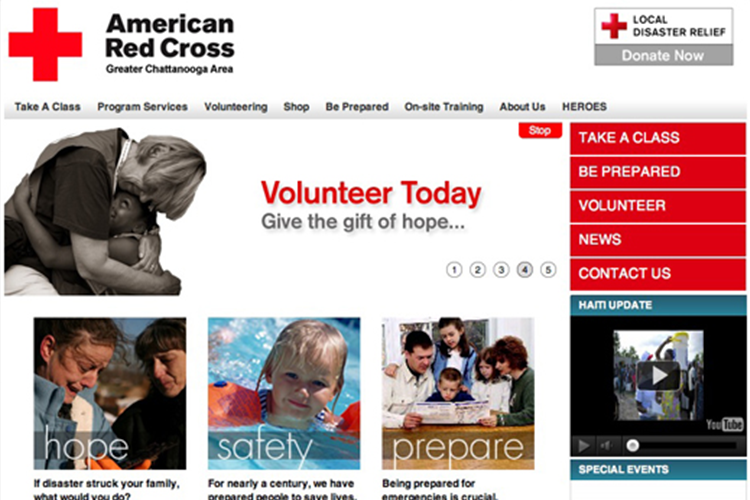 American
Red Cross
Greater Chattanooga Area
LOCAL
DISASTER RELIEF
Donate Now
Take A Class Program Services Volunteering Shop Be Prepared On-site Training About Us HEROES
Stop
Volunteer Today
Give the gift of hope...
1 2 3 4 5
TAKE A CLASS
BE PREPARED
VOLUNTEER
NEWS
CONTACT US
HAITI UPDATE
YouTube
SPECIAL EVENTS
hope
safety
prepare
If disaster struck your family,
what would you do?
For nearly a century, we have
prepared people to save lives.
Being prepared for
emergencies is crucial.